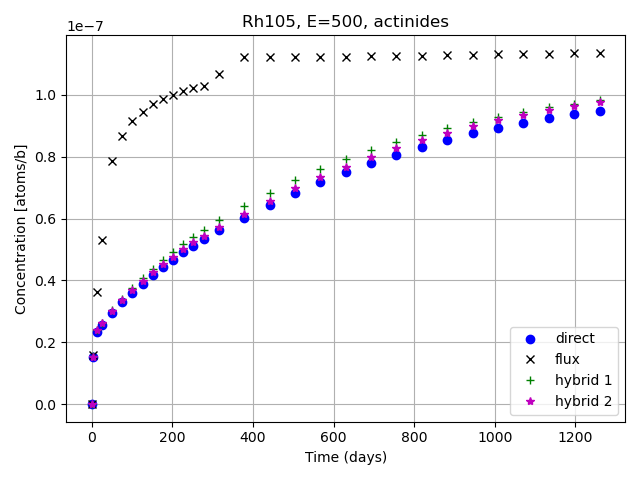 Rh105, E=500, actinides
1e−7
1.0
0.8
0.6
0.4
0.2
0.0
Concentration [atoms/b]
0 200 400 600 800 1000 1200
Time (days)
direct
flux
hybrid 1
hybrid 2